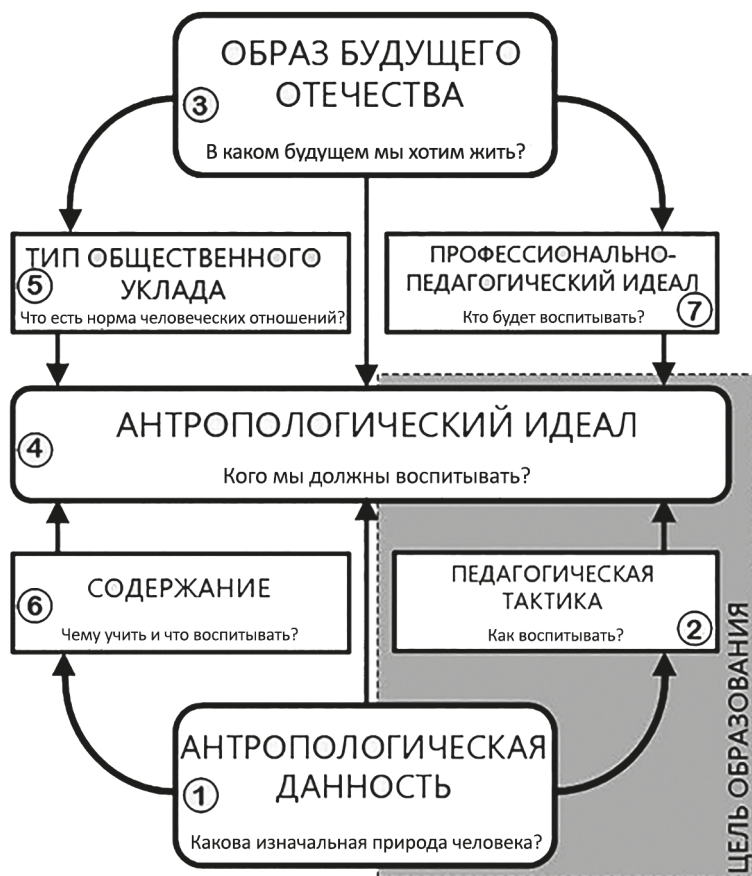 ОБРАЗ БУДУЩЕГО
ОТЕЧЕСТВА
3
В каком будущем мы хотим жить?
ТИП ОБЩЕСТВЕННОГО
УКЛАДА
5
Что есть норма человеческих отношений?
ПРОФЕССИОНАЛЬНО-
ПЕДАГОГИЧЕСКИЙ ИДЕАЛ
Кто будет воспитывать?
7
АНТРОПОЛОГИЧЕСКИЙ ИДЕАЛ
4
Кого мы должны воспитывать?
СОДЕРЖАНИЕ
6
Чему учить и что воспитывать?
ПЕДАГОГИЧЕСКАЯ
ТАКТИКА
Как воспитывать?
2
АНТРОПОЛОГИЧЕСКАЯ
ДАННОСТЬ
1
Какова изначальная природа человека?
ЦЕЛЬ ОБРАЗОВАНИЯ